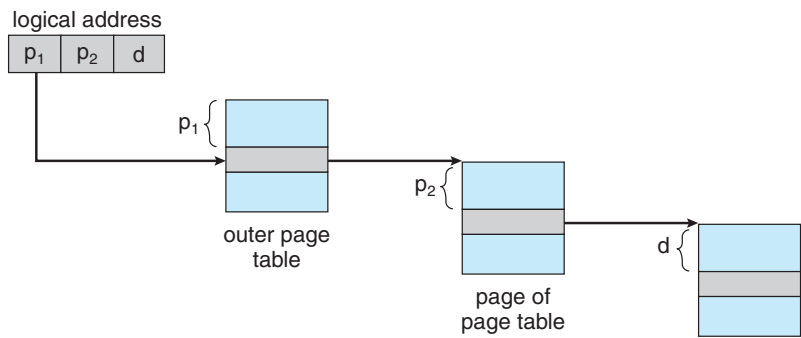 logical address
p₁ p₂ d
p₁
outer page
table
p₂
page of
page table
d